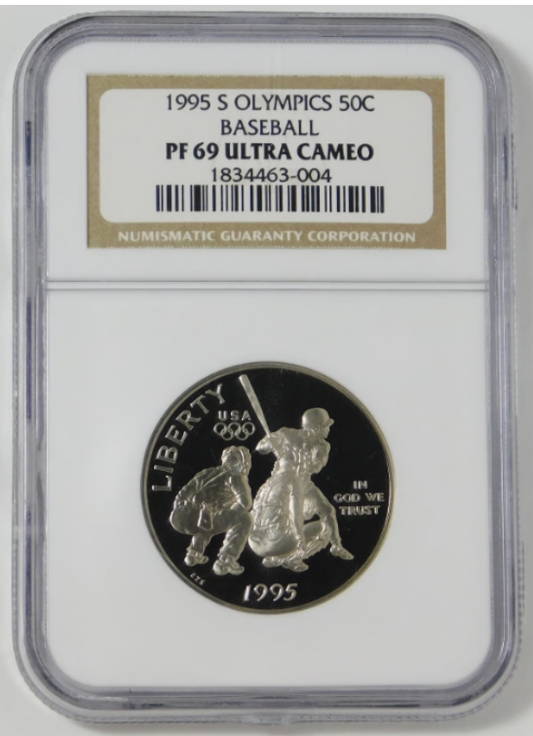 1995 S OLYMPICS 50C
BASEBALL
PF 69 ULTRA CAMEO
1834463-004
NUMISMATIC GUARANTY CORPORATION
LIBERTY
USA
IN
GOD WE
TRUST
1995